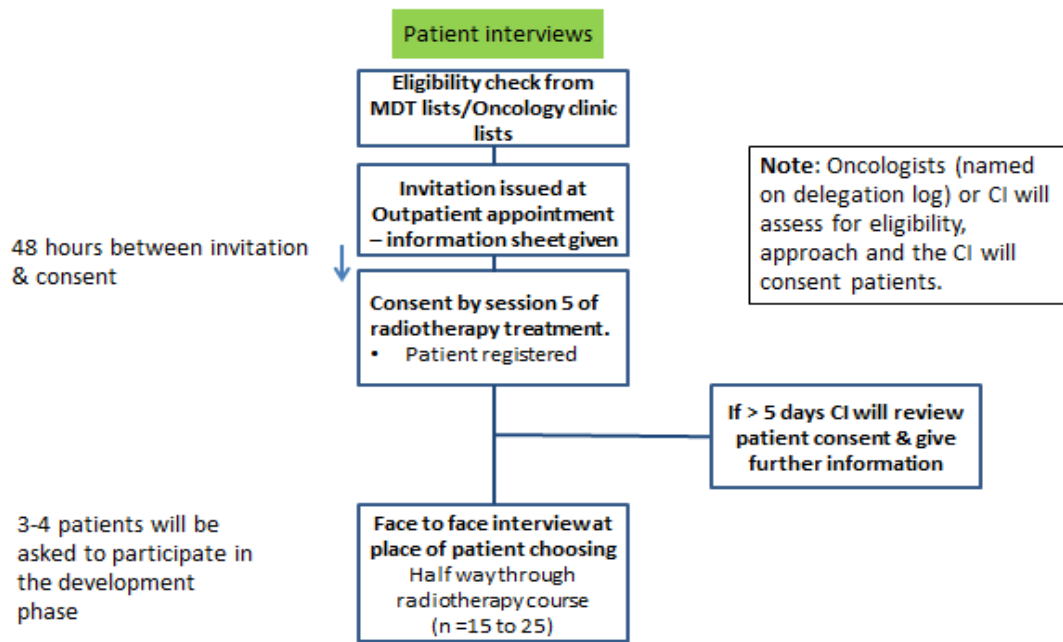 Patient interviews
Eligibility check from
MDT lists/Oncology clinic
lists
Invitation issued at
Outpatient appointment
– information sheet given
Note: Oncologists (named
on delegation log) or CI will
assess for eligibility,
approach and the CI will
consent patients.
48 hours between invitation
& consent
Consent by session 5 of
radiotherapy treatment.
• Patient registered
If > 5 days CI will review
patient consent & give
further information
3-4 patients will be
asked to participate in
the development
phase
Face to face interview at
place of patient choosing
Half way through
radiotherapy course
(n =15 to 25)